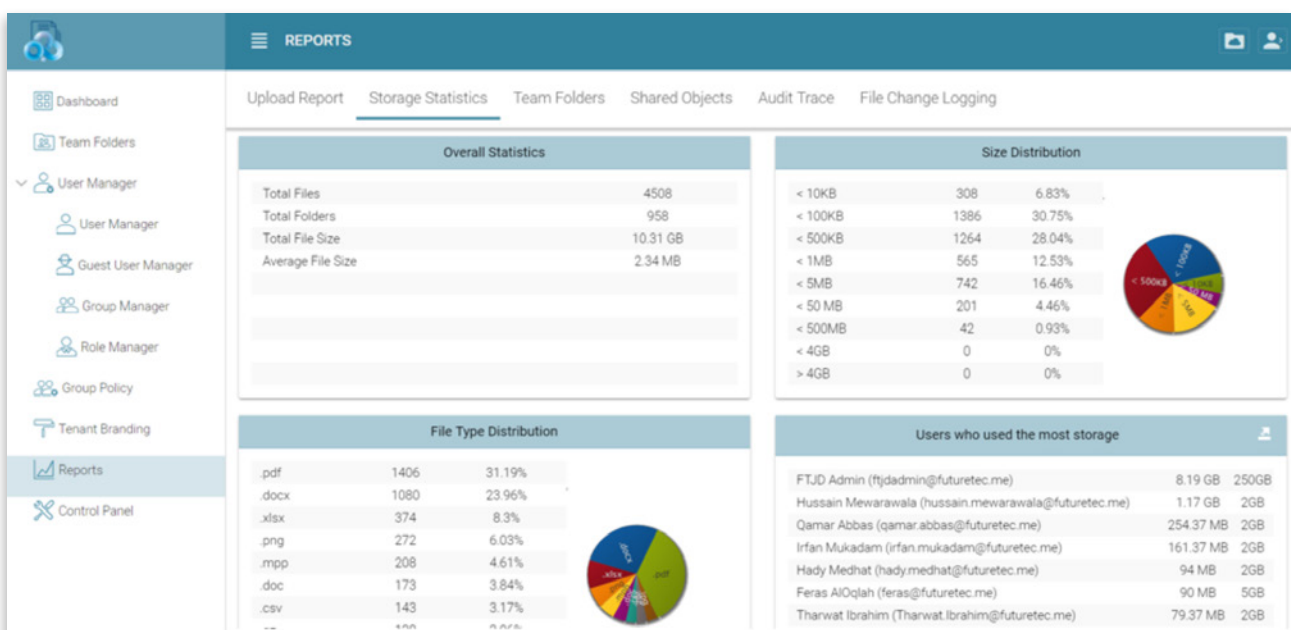 REPORTS
Upload Report Storage Statistics Team Folders Shared Objects Audit Trace File Change Logging
Dashboard
Team Folders
User Manager
User Manager
Guest User Manager
Group Manager
Role Manager
Group Policy
Tenant Branding
Reports
Control Panel
Overall Statistics
Total Files 4508
Total Folders 958
Total File Size 10.31 GB
Average File Size 2.34 MB
Size Distribution
< 10KB 308 6.83%
< 100KB 1386 30.75%
< 500KB 1264 28.04%
< 1MB 565 12.53%
< 5MB 742 16.46%
< 50 MB 201 4.46%
< 500MB 42 0.93%
< 4GB 0 0%
> 4GB 0 0%
< 100KB
< 500KB
< 10KB
< 50 MB
< 1MB
< 5MB
File Type Distribution
.pdf 1406 31.19%
.docx 1080 23.96%
.xlsx 374 8.3%
.png 272 6.03%
.mpp 208 4.61%
.doc 173 3.84%
.csv 143 3.17%
.docx
.xlsx
.pdf
Users who used the most storage
FTJD Admin (ftjdadmin@futuretec.me) 8.19 GB 250GB
Hussain Mewarawala (hussain.mewarawala@futuretec.me) 1.17 GB 2GB
Qamar Abbas (qamar.abbas@futuretec.me) 254.37 MB 2GB
Irfan Mukadam (irfan.mukadam@futuretec.me) 161.37 MB 2GB
Hady Medhat (hady.medhat@futuretec.me) 94 MB 2GB
Feras AlOqlah (feras@futuretec.me) 90 MB 5GB
Tharwat Ibrahim (Tharwat.Ibrahim@futuretec.me) 79.37 MB 2GB